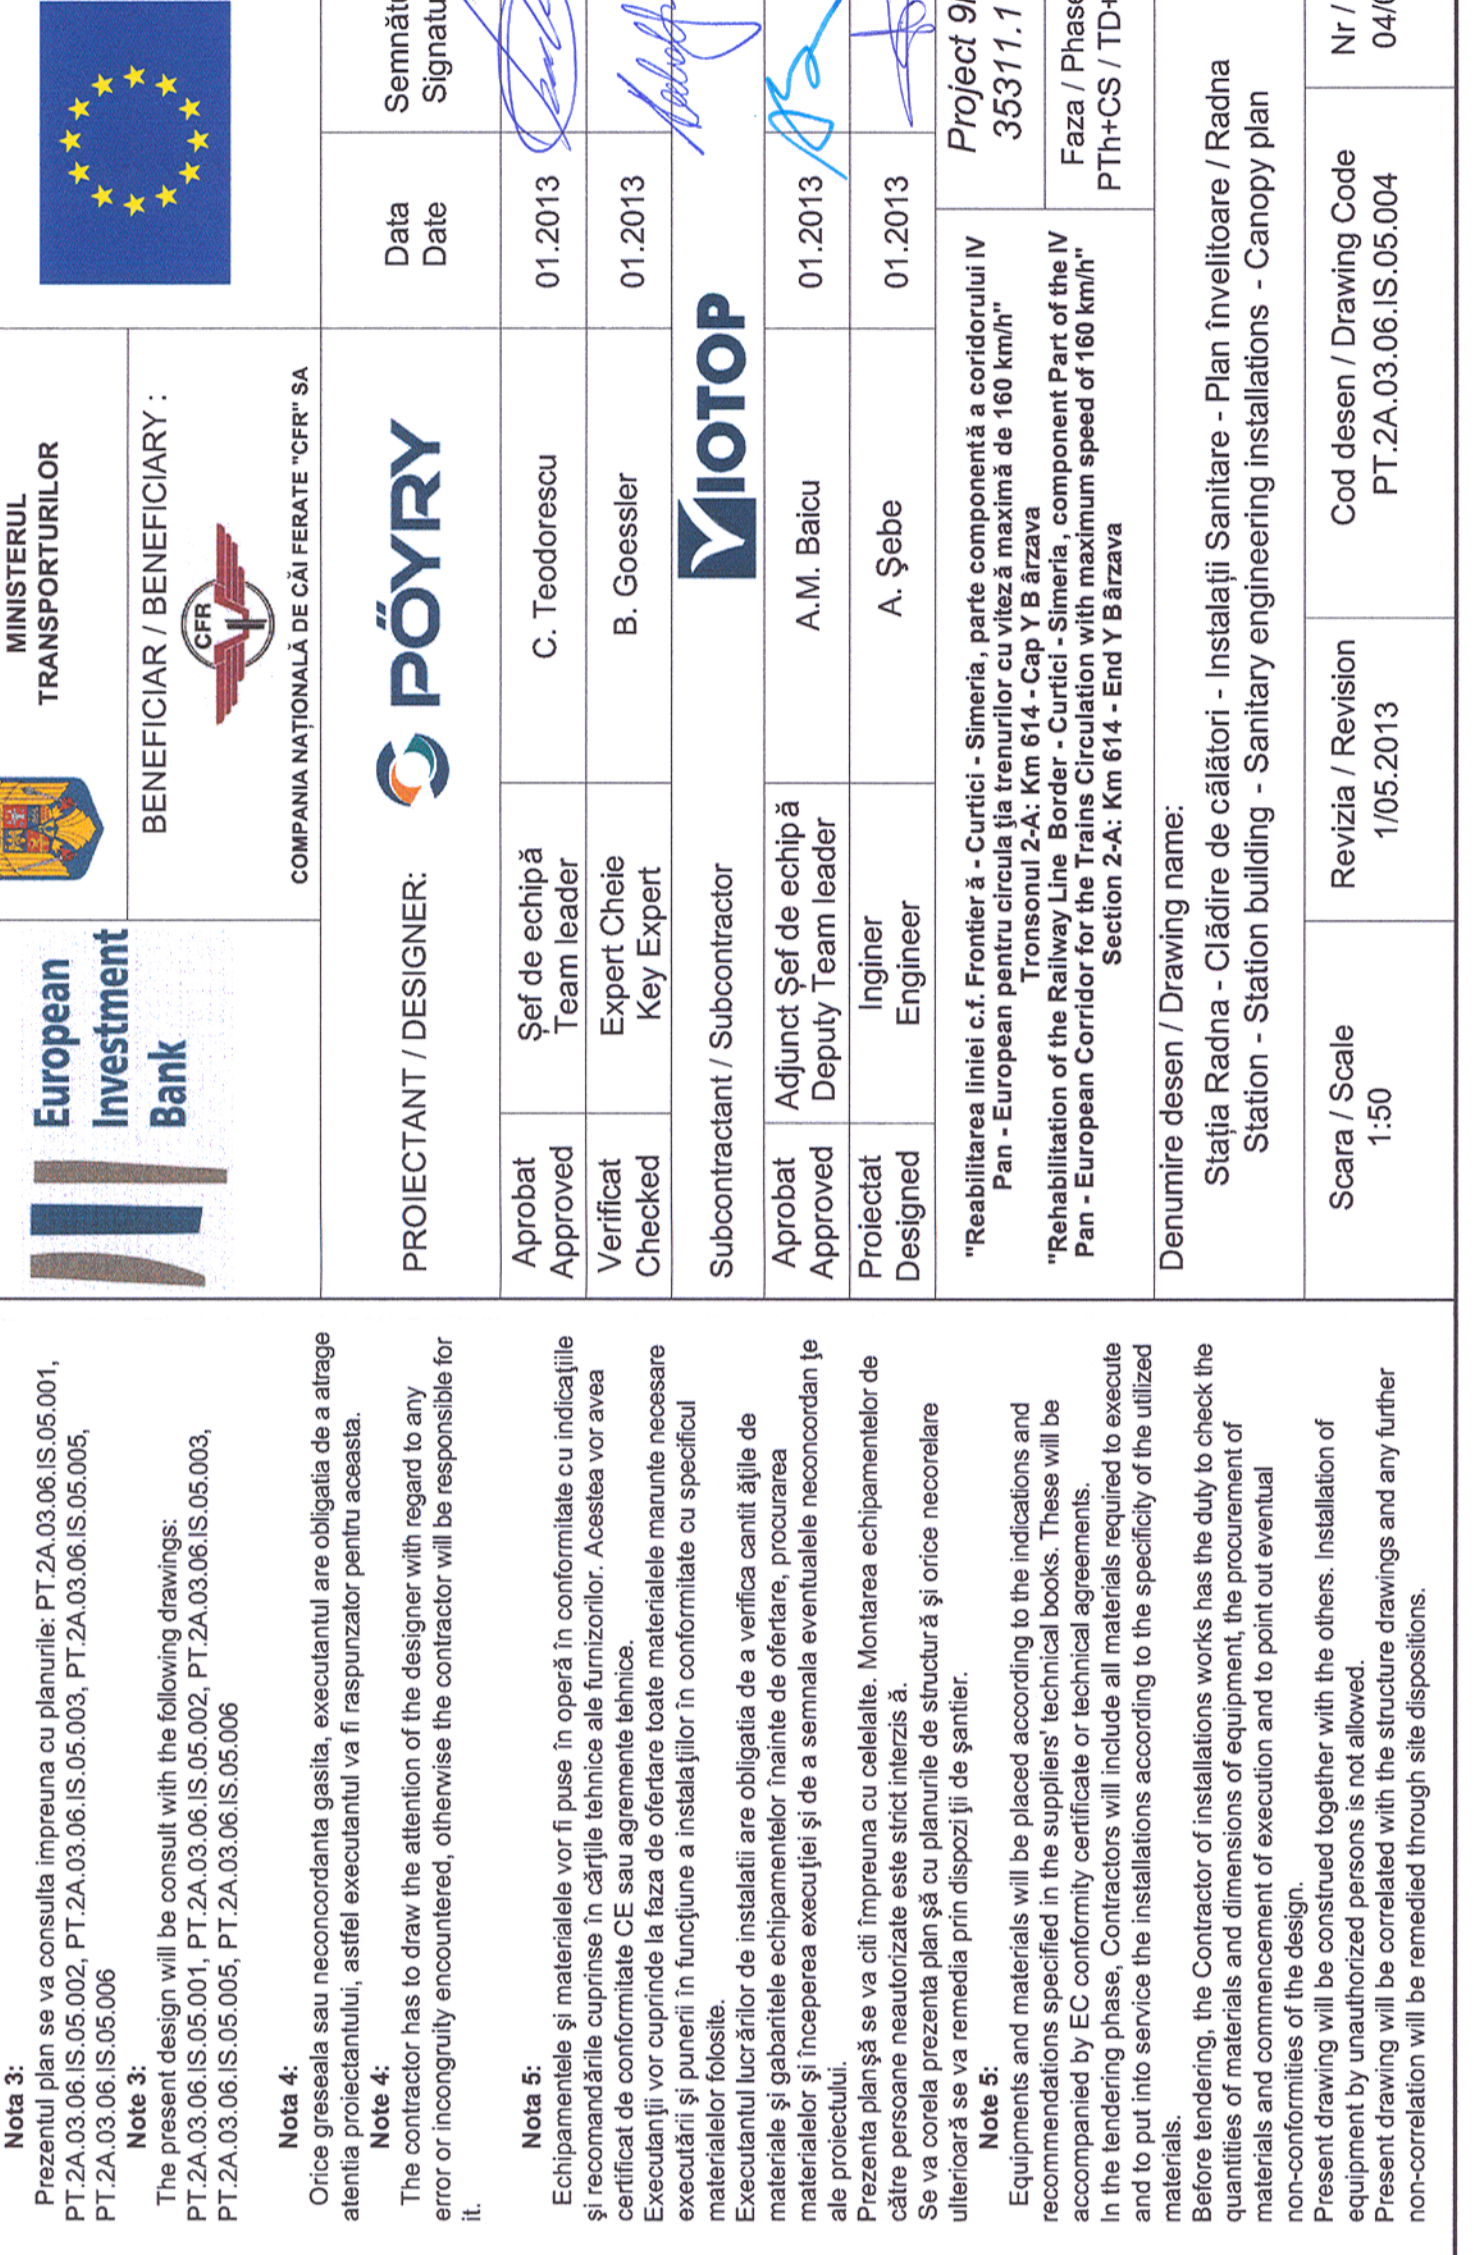 Nota 3:
Prezentul plan se va consulta impreuna cu planurile: PT.2A.03.06.IS.05.001,
PT.2A.03.06.IS.05.002, PT.2A.03.06.IS.05.003, PT.2A.03.06.IS.05.005,
PT.2A.03.06.IS.05.006
Note 3:
The present design will be consult with the following drawings:
PT.2A.03.06.IS.05.001, PT.2A.03.06.IS.05.002, PT.2A.03.06.IS.05.003,
PT.2A.03.06.IS.05.005, PT.2A.03.06.IS.05.006
Nota 4:
Orice greseala sau neconcordanta gasita, executantul are obligatia de a atrage
atentia proiectantului, astfel executantul va fi raspunzator pentru aceasta.
Note 4:
The contractor has to draw the attention of the designer with regard to any
error or incongruity encountered, otherwise the contractor will be responsible for
it.
Nota 5:
Echipamentele şi materialele vor fi puse în operă în conformitate cu indicaţiile
şi recomandările cuprinse în cărţile tehnice ale furnizorilor. Acestea vor avea
certificat de conformitate CE sau agremente tehnice.
Executanţii vor cuprinde la faza de ofertare toate materialele marunte necesare
executării şi punerii în funcţiune a instalaţiilor în conformitate cu specificul
materialelor folosite.
Executantul lucr ărilor de instalatii are obligatia de a verifica cantit ăţile de
materiale şi gabaritele echipamentelor înainte de ofertare, procurarea
materialelor şi începerea execuţiei şi de a semnala eventualele neconcordan ţe
ale proiectului.
Prezenta planşă se va citi împreuna cu celelalte. Montarea echipamentelor de
către persoane neautorizate este strict interzis ă.
Se va corela prezenta plan şă cu planurile de structur ă şi orice necorelare
ulterioară se va remedia prin dispozi ţii de şantier.
Note 5:
Equipments and materials will be placed according to the indications and
recommendations specified in the suppliers' technical books. These will be
accompanied by EC conformity certificate or technical agreements.
In the tendering phase, Contractors will include all materials required to execute
and to put into service the installations according to the specificity of the utilized
materials.
Before tendering, the Contractor of installations works has the duty to check the
quantities of materials and dimensions of equipment, the procurement of
materials and commencement of execution and to point out eventual
non-conformities of the design.
Present drawing will be construed together with the others. Installation of
equipment by unauthorized persons is not allowed.
Present drawing will be correlated with the structure drawings and any further
non-correlation will be remedied through site dispositions.
European
Investment
Bank
MINISTERUL
TRANSPORTURILOR
BENEFICIAR / BENEFICIARY :
CFR
COMPANIA NAȚIONALĂ DE CĂI FERATE "CFR" SA
PROIECTANT / DESIGNER:
PÖYRY
Data
Date
Semnătu
Signatu
Aprobat
Approved
Şef de echipă
Team leader
C. Teodorescu
01.2013
Verificat
Checked
Expert Cheie
Key Expert
B. Goessler
01.2013
Subcontractant / Subcontractor
VIOTOP
Aprobat
Approved
Adjunct Şef de echipă
Deputy Team leader
A.M. Baicu
01.2013
Proiectat
Designed
Inginer
Engineer
A. Şebe
01.2013
"Reabilitarea liniei c.f. Frontier ă - Curtici - Simeria, parte componentă a coridorului IV
Pan - European pentru circula ţia trenurilor cu viteză maximă de 160 km/h"
Tronsonul 2-A: Km 614 - Cap Y B ârzava
"Rehabilitation of the Railway Line Border - Curtici - Simeria, component Part of the IV
Pan - European Corridor for the Trains Circulation with maximum speed of 160 km/h"
Section 2-A: Km 614 - End Y Bârzava
Project
35311.1
Faza / Phase
PTh+CS / TD+
Denumire desen / Drawing name:
Staţia Radna - Clădire de călători - Instalaţii Sanitare - Plan învelitoare / Radna
Station - Station building - Sanitary engineering installations - Canopy plan
Scara / Scale
1:50
Revizia / Revision
1/05.2013
Cod desen / Drawing Code
PT.2A.03.06.IS.05.004
Nr /
04/